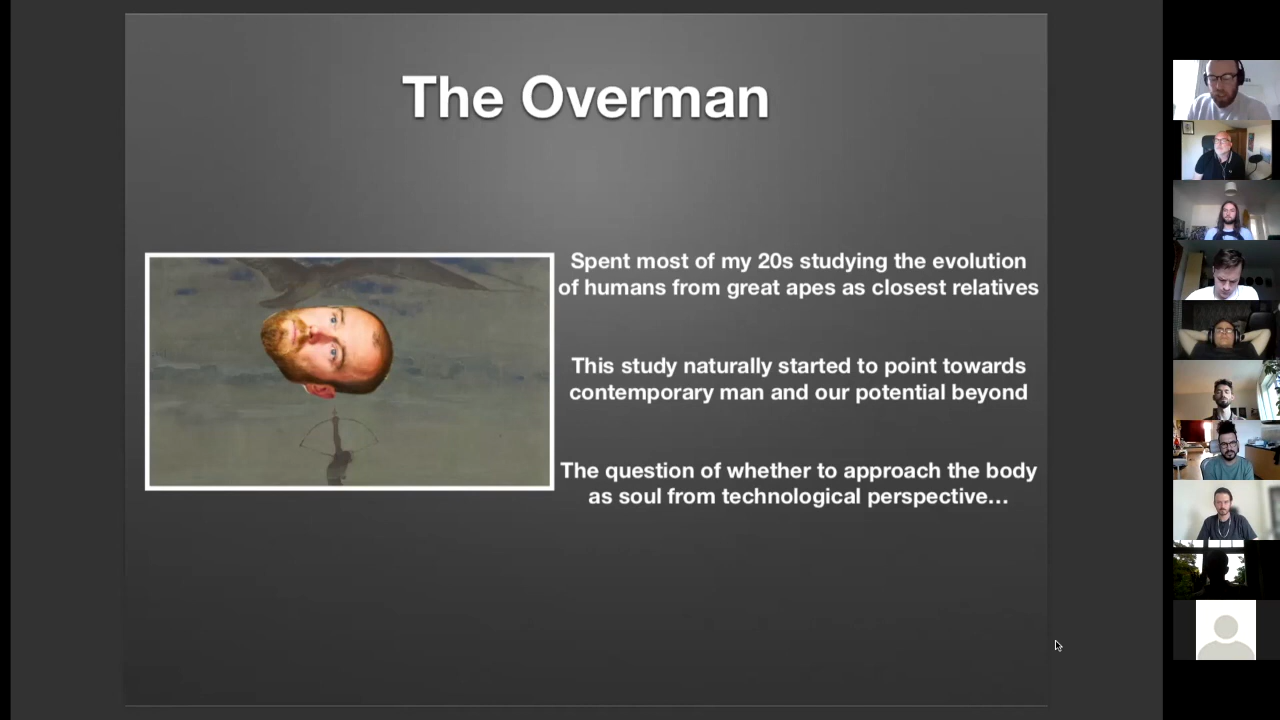 The Overman
Spent most of my 20s studying the evolution
of humans from great apes as closest relatives
This study naturally started to point towards
contemporary man and our potential beyond
The question of whether to approach the body
as soul from technological perspective…